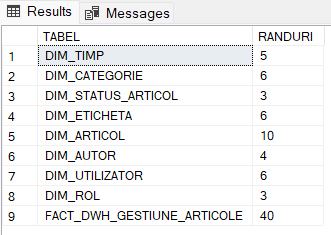 Results Messages
TABEL RANDURI
1 DIM_TIMP 5
2 DIM_CATEGORIE 6
3 DIM_STATUS_ARTICOL 3
4 DIM_ETICHETA 6
5 DIM_ARTICOL 10
6 DIM_AUTOR 4
7 DIM_UTILIZATOR 6
8 DIM_ROL 3
9 FACT_DWH_GESTIUNE_ARTICOLE 40